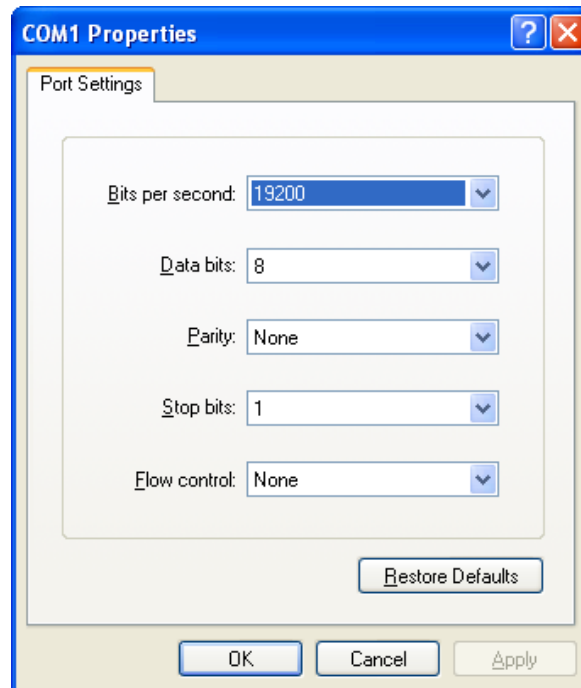 COM1 Properties
Port Settings
Bits per second: 19200
Data bits: 8
Parity: None
Stop bits: 1
Flow control: None
Restore Defaults
OK Cancel Apply